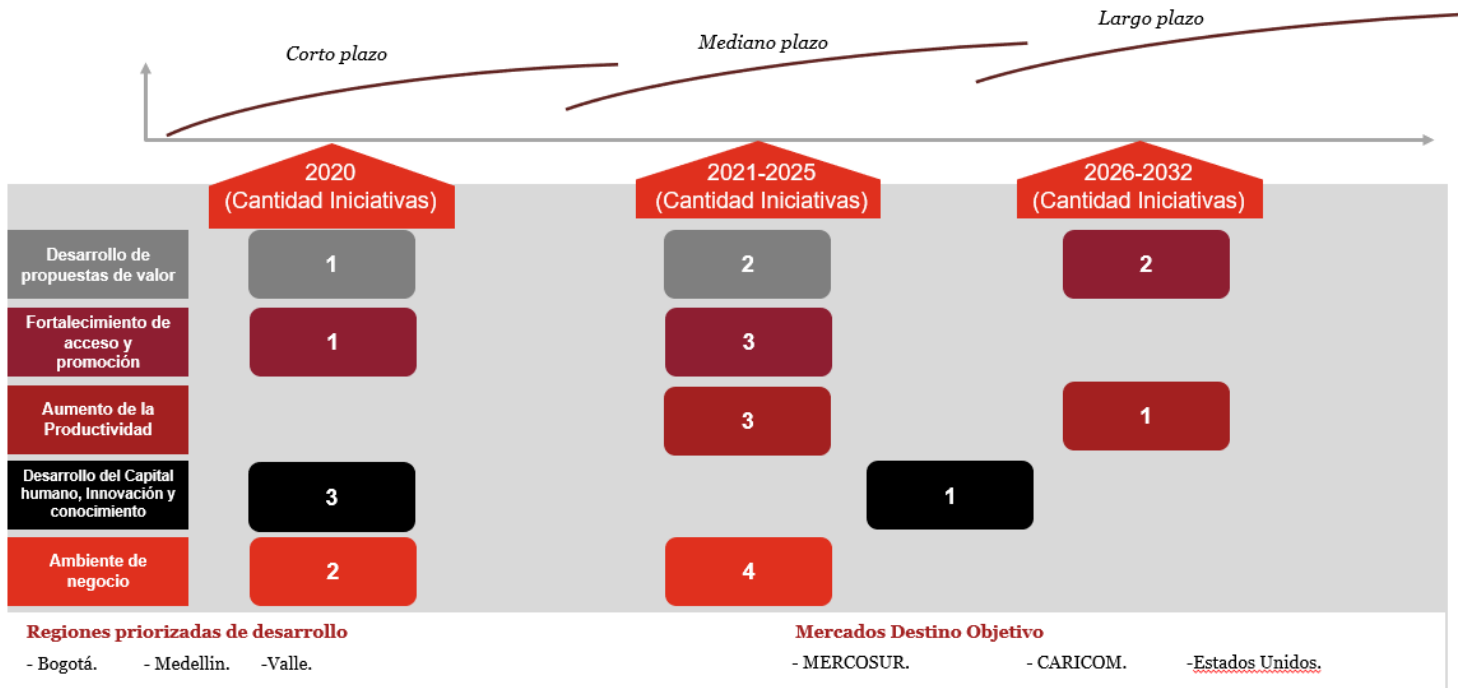 Corto plazo
Mediano plazo
Largo plazo
2020
(Cantidad Iniciativas)
2021-2025
(Cantidad Iniciativas)
2026-2032
(Cantidad Iniciativas)
Desarrollo de
propuestas de valor
1
2
2
Fortalecimiento de
acceso y
promoción
1
3
Aumento de la
Productividad
3
1
Desarrollo del Capital
humano, Innovación y
conocimiento
3
1
Ambiente de
negocio
2
4
Regiones priorizadas de desarrollo
- Bogotá. - Medellin. -Valle.
Mercados Destino Objetivo
- MERCOSUR. - CARICOM. -Estados Unidos.